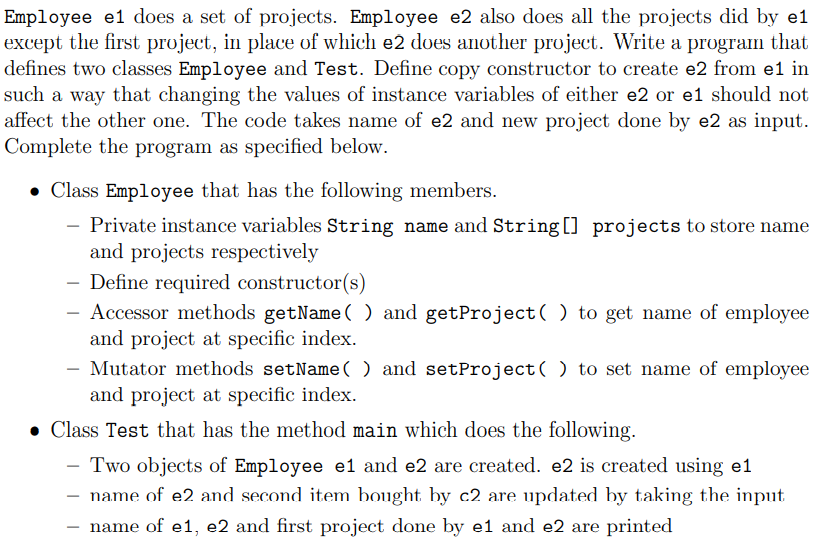 Employee e1 does a set of projects. Employee e2 also does all the projects did by e1
except the first project, in place of which e2 does another project. Write a program that
defines two classes Employee and Test. Define copy constructor to create e2 from e1 in
such a way that changing the values of instance variables of either e2 or e1 should not
affect the other one. The code takes name of e2 and new project done by e2 as input.
Complete the program as specified below.
• Class Employee that has the following members.
– Private instance variables String name and String[] projects to store name
and projects respectively
– Define required constructor(s)
– Accessor methods getName( ) and getProject( ) to get name of employee
and project at specific index.
– Mutator methods setName( ) and setProject( ) to set name of employee
and project at specific index.
• Class Test that has the method main which does the following.
– Two objects of Employee e1 and e2 are created. e2 is created using e1
– name of e2 and second item bought by c2 are updated by taking the input
– name of e1, e2 and first project done by e1 and e2 are printed